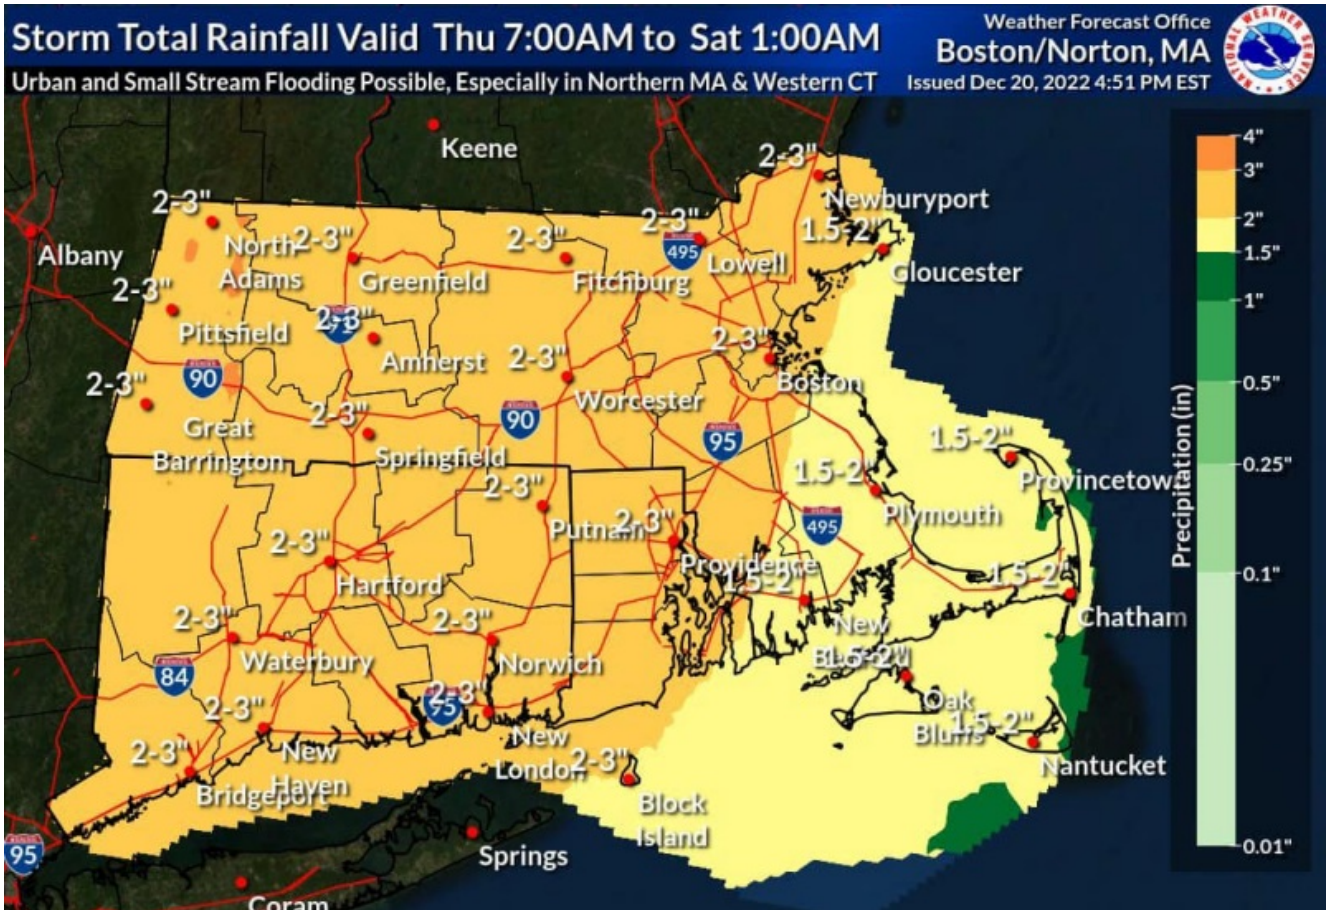 Storm Total Rainfall Valid Thu 7:00AM to Sat 1:00AM
Urban and Small Stream Flooding Possible, Especially in Northern MA & Western CT
Weather Forecast Office
Boston/Norton, MA
Issued Dec 20, 2022 4:51 PM EST
NATIONAL WEATHER SERVICE
Keene
2-3"
Newburyport
2-3"
North
Adams
2-3"
Greenfield
2-3"
Fitchburg
2-3"
495
Lowell
1.5-2"
Gloucester
Albany
2-3"
Pittsfield
2-3"
91
Amherst
2-3"
Boston
90
2-3"
Great
Barrington
2-3"
Worcester
2-3"
Springfield
90
95
1.5-2"
Provincetow
2-3"
Putnam
2-3"
Providence
1.5-2"
Plymouth
495
2-3"
Hartford
1.5-2"
New
1.5-2"
Chatham
2-3"
Waterbury
2-3"
Norwich
84
1.5-2"
Oak
Bluffs
2-3"
New
Haven
95
2-3"
New
London
1.5-2"
Nantucket
2-3"
Bridgeport
2-3"
Block
Island
95
Springs
Coram
Precipitation (in)
4"
3"
2"
1.5"
1"
0.5"
0.25"
0.1"
0.01"